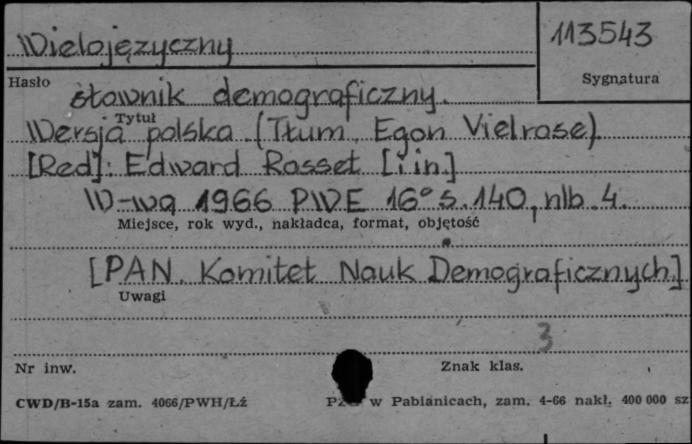 Wielojęzyczny
113543
Hasło
Sygnatura
słownik demograficzny.
Tytuł
Wersja polska. (Tłum. Egon Vielrose).
[Red]: Edward Rosset [i in.]
W-wa 1966 PWE 16° s. 140, nlb. 4.
Miejsce, rok wyd., nakładca, format, objętość
[PAN. Komitet Nauk Demograficznych.]
Uwagi
3
Nr inw.
Znak klas.
CWD/B-15a zam. 4066/PWH/Łź
w Pabianicach, zam. 4-66 nakł. 400 000 sz